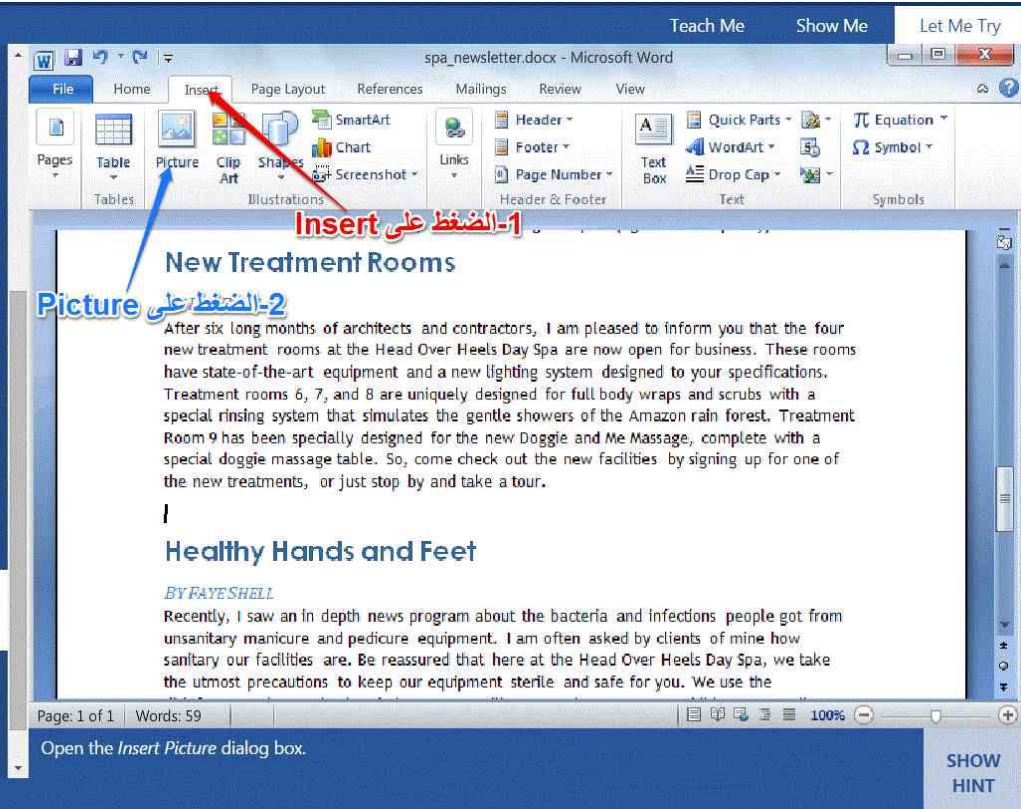 Teach Me Show Me Let Me Try
W spa_newsletter.docx - Microsoft Word
File Home Insert Page Layout References Mailings Review View
SmartArt Header Quick Parts Equation
Chart Footer WordArt Symbol
Pages Table Picture Clip Art Shapes Screenshot Links Page Number Text Box Drop Cap
Tables Illustrations Header & Footer Text Symbols
1-الضغط على Insert
New Treatment Rooms
2-الضغط على Picture
After six long months of architects and contractors, I am pleased to inform you that the four
new treatment rooms at the Head Over Heels Day Spa are now open for business. These rooms
have state-of-the-art equipment and a new lighting system designed to your specifications.
Treatment rooms 6, 7, and 8 are uniquely designed for full body wraps and scrubs with a
special rinsing system that simulates the gentle showers of the Amazon rain forest. Treatment
Room 9 has been specially designed for the new Doggie and Me Massage, complete with a
special doggie massage table. So, come check out the new facilities by signing up for one of
the new treatments, or just stop by and take a tour.
Healthy Hands and Feet
BY FAYE SHELL
Recently, I saw an in depth news program about the bacteria and infections people got from
unsanitary manicure and pedicure equipment. I am often asked by clients of mine how
sanitary our facilities are. Be reassured that here at the Head Over Heels Day Spa, we take
the utmost precautions to keep our equipment sterile and safe for you. We use the
Page: 1 of 1 Words: 59 100%
Open the Insert Picture dialog box.
SHOW
HINT